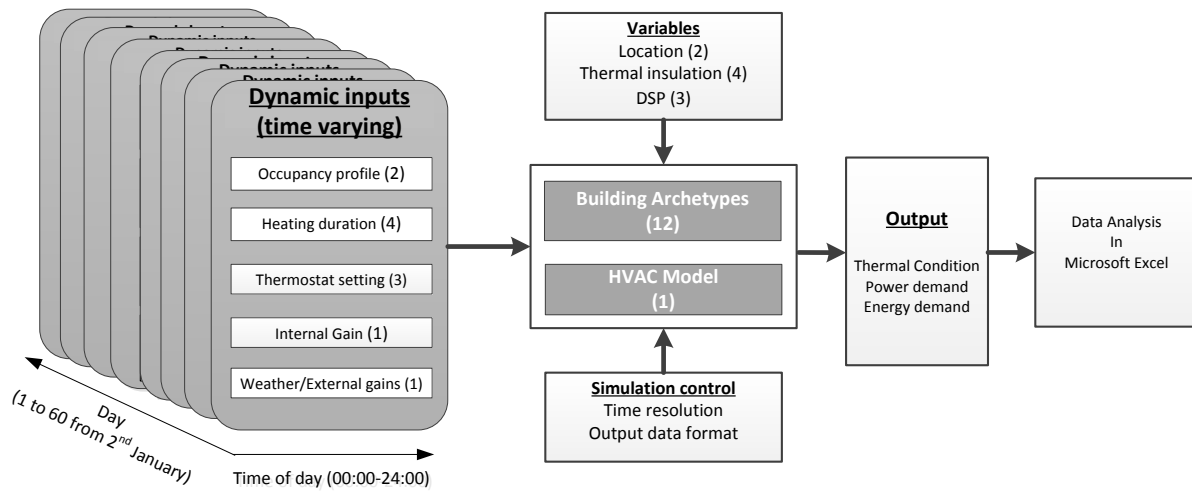 Dynamic inputs
Dynamic inputs
(time varying)
Occupancy profile (2)
Heating duration (4)
Thermostat setting (3)
Internal Gain (1)
Weather/External gains (1)
Day
(1 to 60 from 2nd January)
Time of day (00:00-24:00)
Variables
Location (2)
Thermal insulation (4)
DSP (3)
Building Archetypes
(12)
HVAC Model
(1)
Simulation control
Time resolution
Output data format
Output
Thermal Condition
Power demand
Energy demand
Data Analysis
In
Microsoft Excel